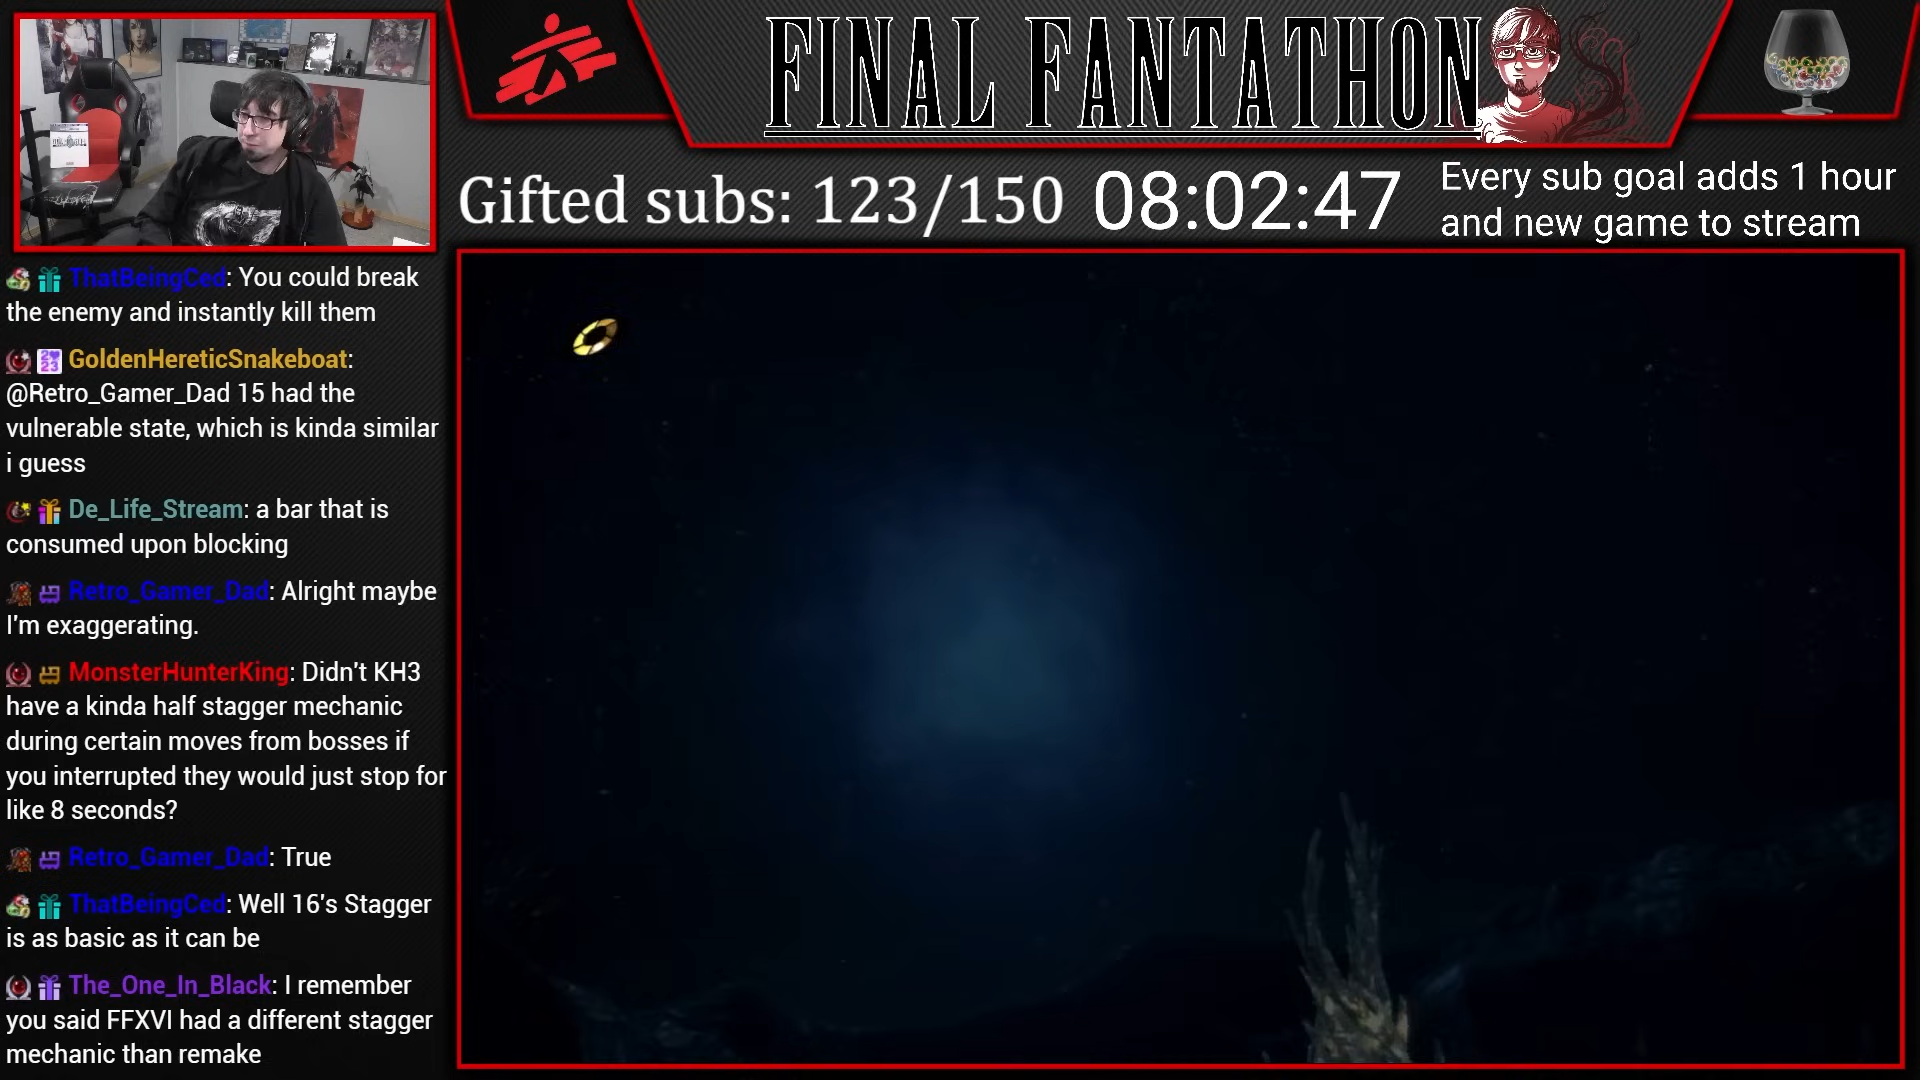 FINAL FANTATHON
Gifted subs: 123/150
08:02:47
Every sub goal adds 1 hour
and new game to stream
ThatBeingCed: You could break
the enemy and instantly kill them
GoldenHereticSnakeboat:
@Retro_Gamer_Dad 15 had the
vulnerable state, which is kinda similar
i guess
De_Life_Stream: a bar that is
consumed upon blocking
Retro_Gamer_Dad: Alright maybe
I'm exaggerating.
MonsterHunterKing: Didn't KH3
have a kinda half stagger mechanic
during certain moves from bosses if
you interrupted they would just stop for
like 8 seconds?
Retro_Gamer_Dad: True
ThatBeingCed: Well 16's Stagger
is as basic as it can be
The_One_In_Black: I remember
you said FFXVI had a different stagger
mechanic than remake